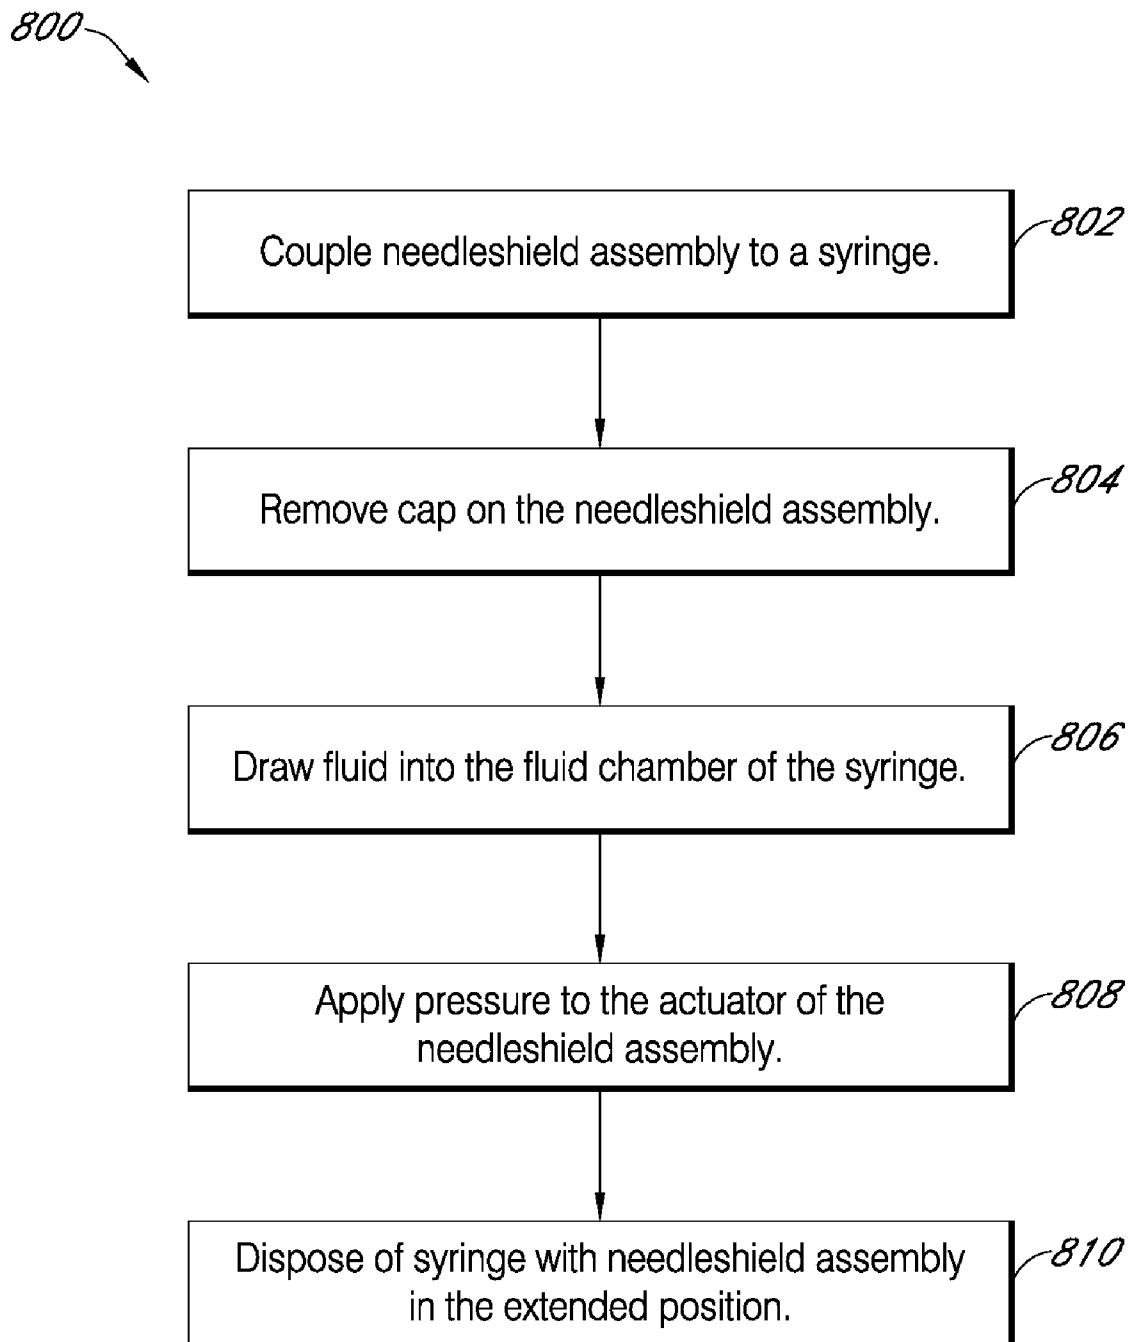 800
Couple needleshield assembly to a syringe.
802
Remove cap on the needleshield assembly.
804
Draw fluid into the fluid chamber of the syringe.
806
Apply pressure to the actuator of the
needleshield assembly.
808
Dispose of syringe with needleshield assembly
in the extended position.
810